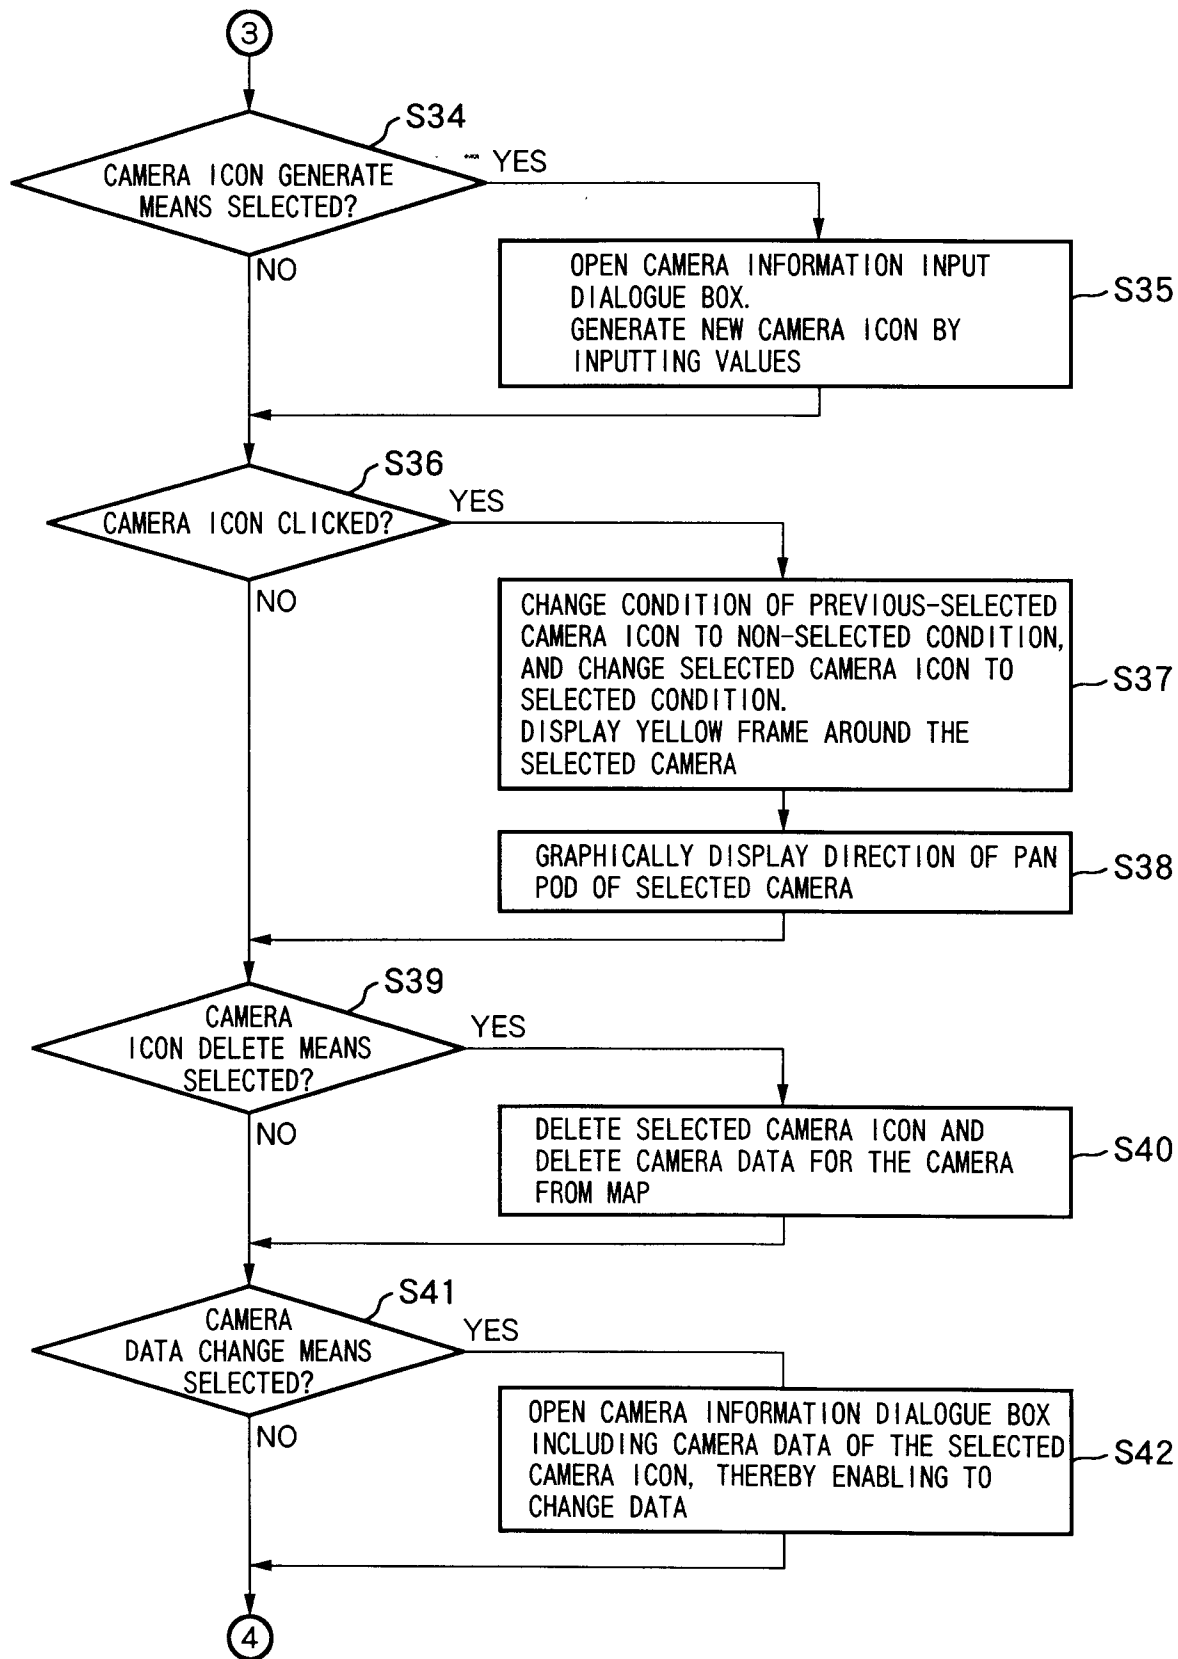 3
S34
CAMERA ICON GENERATE
MEANS SELECTED?
YES
NO
OPEN CAMERA INFORMATION INPUT
DIALOGUE BOX.
GENERATE NEW CAMERA ICON BY
INPUTTING VALUES
S35
S36
CAMERA ICON CLICKED?
YES
NO
CHANGE CONDITION OF PREVIOUS-SELECTED
CAMERA ICON TO NON-SELECTED CONDITION,
AND CHANGE SELECTED CAMERA ICON TO
SELECTED CONDITION.
DISPLAY YELLOW FRAME AROUND THE
SELECTED CAMERA
S37
GRAPHICALLY DISPLAY DIRECTION OF PAN
POD OF SELECTED CAMERA
S38
S39
CAMERA
ICON DELETE MEANS
SELECTED?
YES
NO
DELETE SELECTED CAMERA ICON AND
DELETE CAMERA DATA FOR THE CAMERA
FROM MAP
S40
S41
CAMERA
DATA CHANGE MEANS
SELECTED?
YES
NO
OPEN CAMERA INFORMATION DIALOGUE BOX
INCLUDING CAMERA DATA OF THE SELECTED
CAMERA ICON, THEREBY ENABLING TO
CHANGE DATA
S42
4